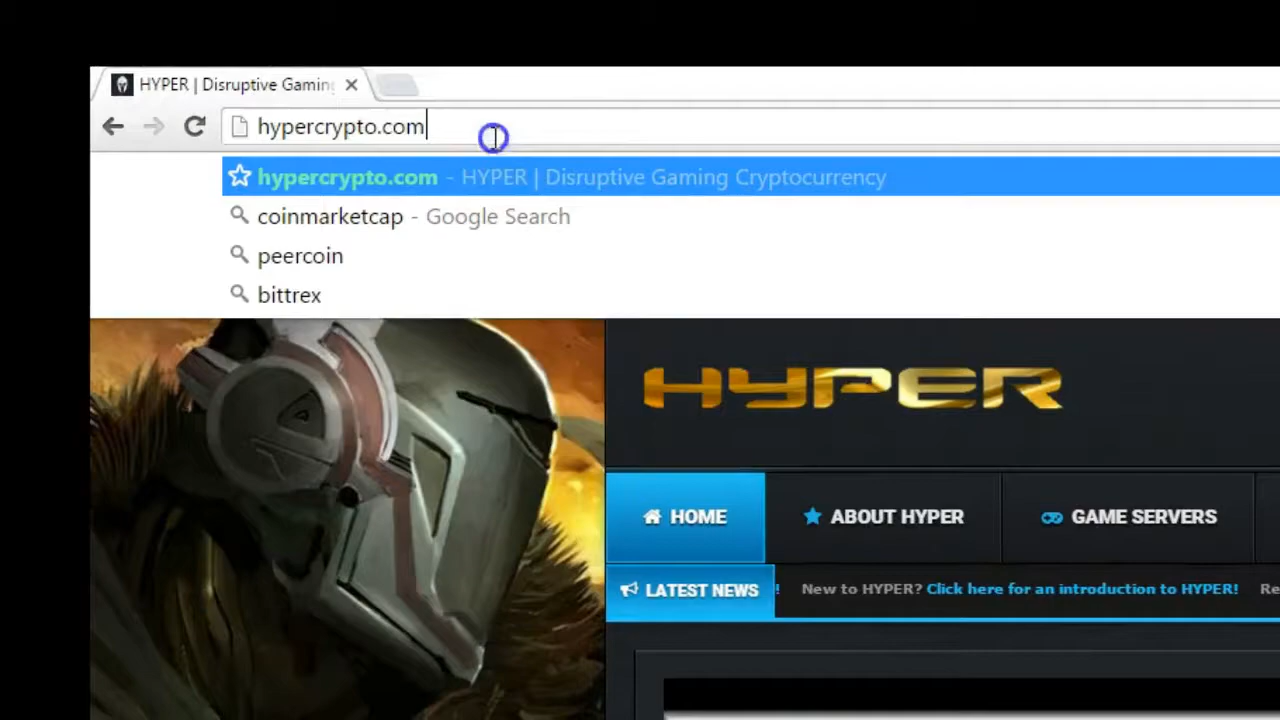 HYPER | Disruptive Gaming
hypercrypto.com
hypercrypto.com - HYPER | Disruptive Gaming Cryptocurrency
coinmarketcap - Google Search
peercoin
bittrex
HYPER
HOME ABOUT HYPER GAME SERVERS
LATEST NEWS ! New to HYPER? Click here for an introduction to HYPER!